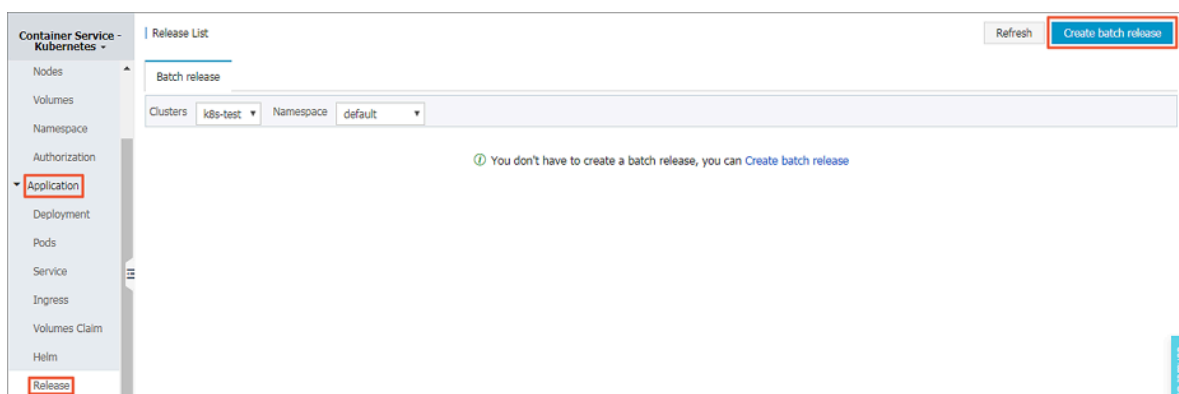 Container Service -
Kubernetes
Nodes
Volumes
Namespace
Authorization
Application
Deployment
Pods
Service
Ingress
Volumes Claim
Helm
Release
Release List
Refresh
Create batch release
Batch release
Clusters k8s-test Namespace default
You don't have to create a batch release, you can Create batch release